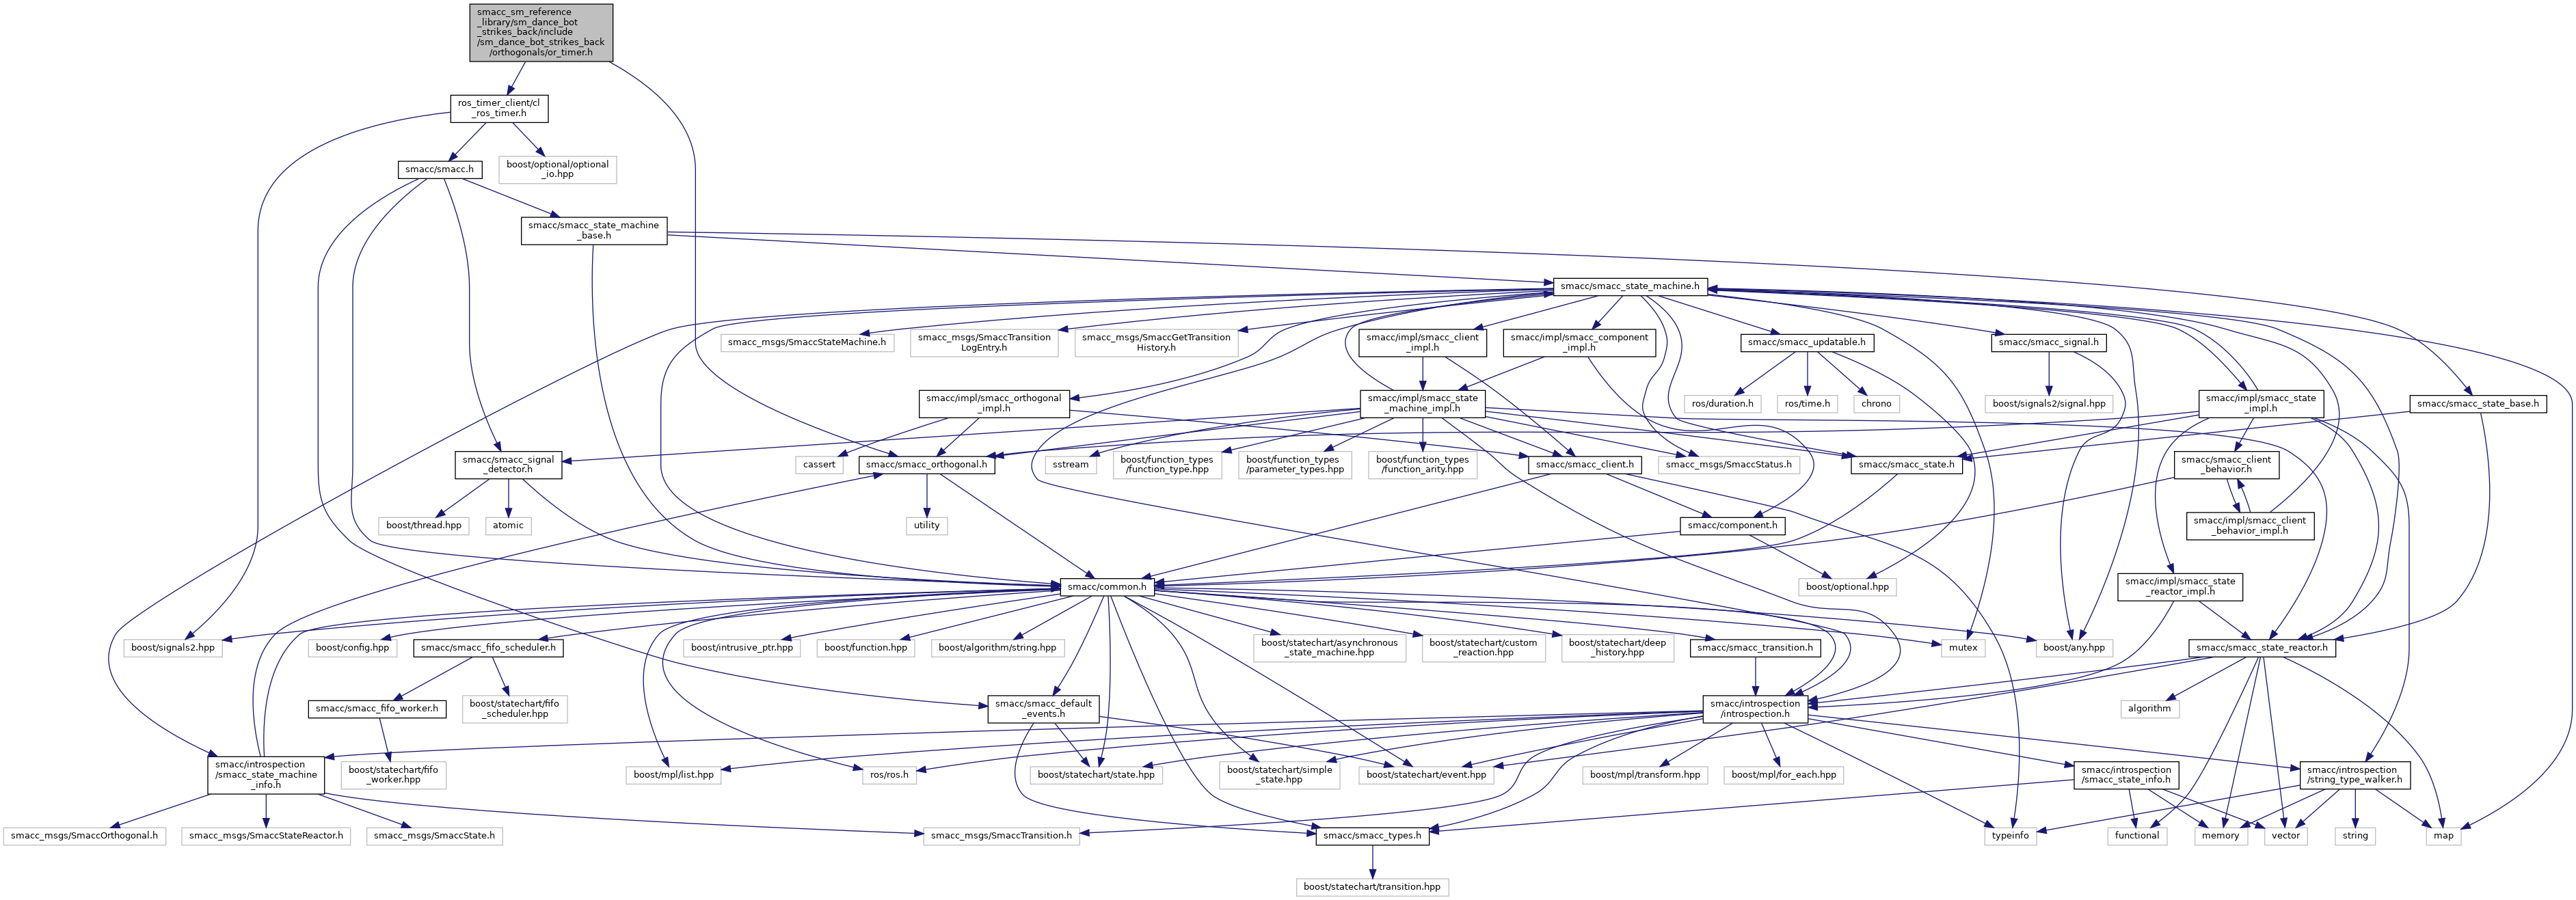 smacc_sm_reference
_library/sm_dance_bot
_strikes_back/include
/sm_dance_bot_strikes_back
/orthogonals/or_timer.h
ros_timer_client/cl
_ros_timer.h
smacc/smacc.h
boost/optional/optional
_io.hpp
smacc/smacc_state_machine
_base.h
smacc/smacc_state_machine.h
smacc_msgs/SmaccStateMachine.h
smacc_msgs/SmaccTransition
LogEntry.h
smacc_msgs/SmaccGetTransition
History.h
smacc/impl/smacc_client
_impl.h
smacc/impl/smacc_component
_impl.h
smacc/smacc_updatable.h
smacc/smacc_signal.h
smacc/impl/smacc_orthogonal
_impl.h
smacc/impl/smacc_state
_machine_impl.h
ros/duration.h
ros/time.h
chrono
boost/signals2/signal.hpp
smacc/impl/smacc_state
_impl.h
smacc/smacc_state_base.h
smacc/smacc_signal
_detector.h
cassert
smacc/smacc_orthogonal.h
sstream
boost/function_types
/function_type.hpp
boost/function_types
/parameter_types.hpp
boost/function_types
/function_arity.hpp
smacc/smacc_client.h
smacc_msgs/SmaccStatus.h
smacc/smacc_state.h
smacc/smacc_client
_behavior.h
boost/thread.hpp
atomic
utility
smacc/component.h
smacc/impl/smacc_client
_behavior_impl.h
smacc/common.h
boost/optional.hpp
smacc/impl/smacc_state
_reactor_impl.h
boost/signals2.hpp
boost/config.hpp
smacc/smacc_fifo_scheduler.h
boost/intrusive_ptr.hpp
boost/function.hpp
boost/algorithm/string.hpp
boost/statechart/asynchronous
_state_machine.hpp
boost/statechart/custom
_reaction.hpp
boost/statechart/deep
_history.hpp
smacc/smacc_transition.h
mutex
boost/any.hpp
smacc/smacc_state_reactor.h
smacc/smacc_fifo_worker.h
boost/statechart/fifo
_scheduler.hpp
smacc/smacc_default
_events.h
smacc/introspection
/introspection.h
algorithm
smacc/introspection
/smacc_state_machine
_info.h
boost/statechart/fifo
_worker.hpp
boost/mpl/list.hpp
ros/ros.h
boost/statechart/state.hpp
boost/statechart/simple
_state.hpp
boost/statechart/event.hpp
boost/mpl/transform.hpp
boost/mpl/for_each.hpp
smacc/introspection
/smacc_state_info.h
smacc/introspection
/string_type_walker.h
smacc_msgs/SmaccOrthogonal.h
smacc_msgs/SmaccStateReactor.h
smacc_msgs/SmaccState.h
smacc_msgs/SmaccTransition.h
smacc/smacc_types.h
typeinfo
functional
memory
vector
string
map
boost/statechart/transition.hpp